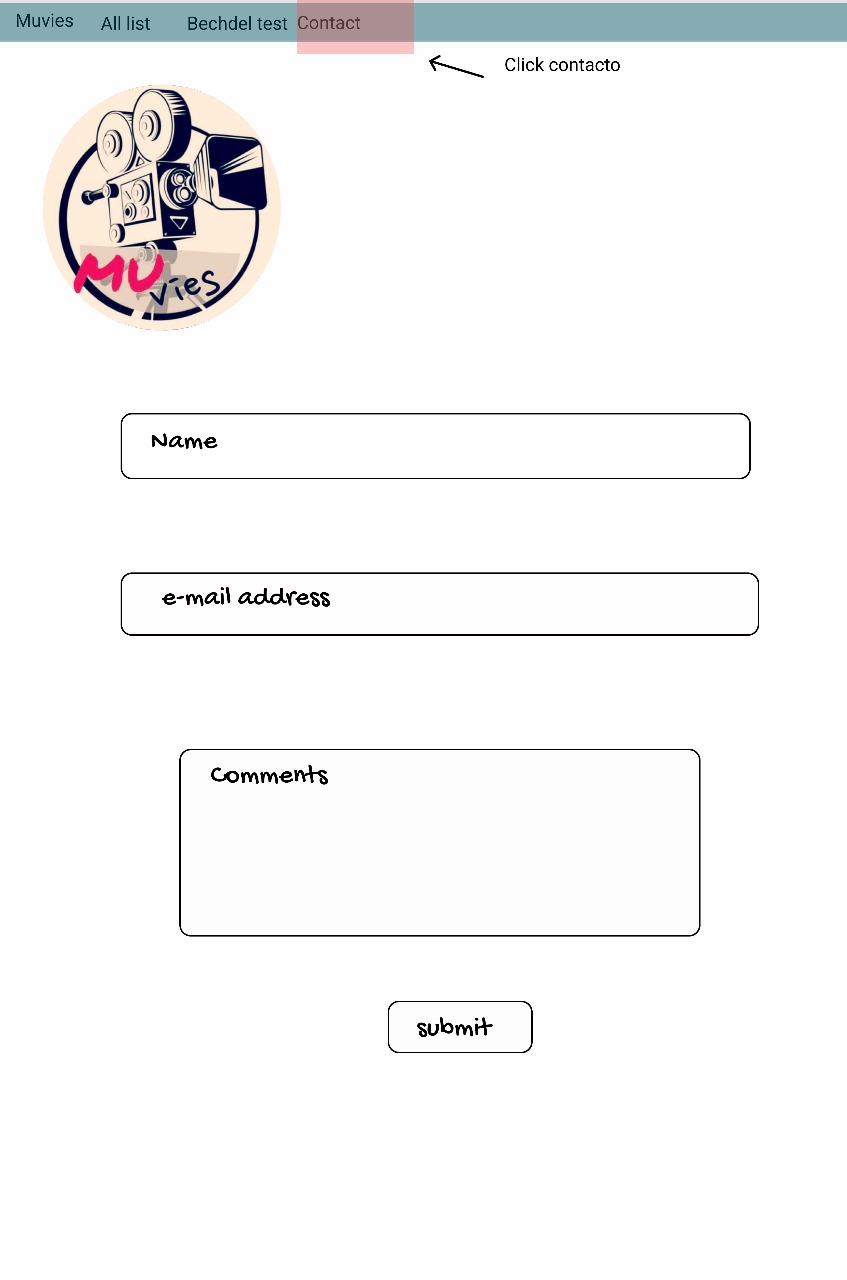 Muvies All list Bechdel test Contact
Click contacto
MU
vies
Name
e-mail address
Comments
submit